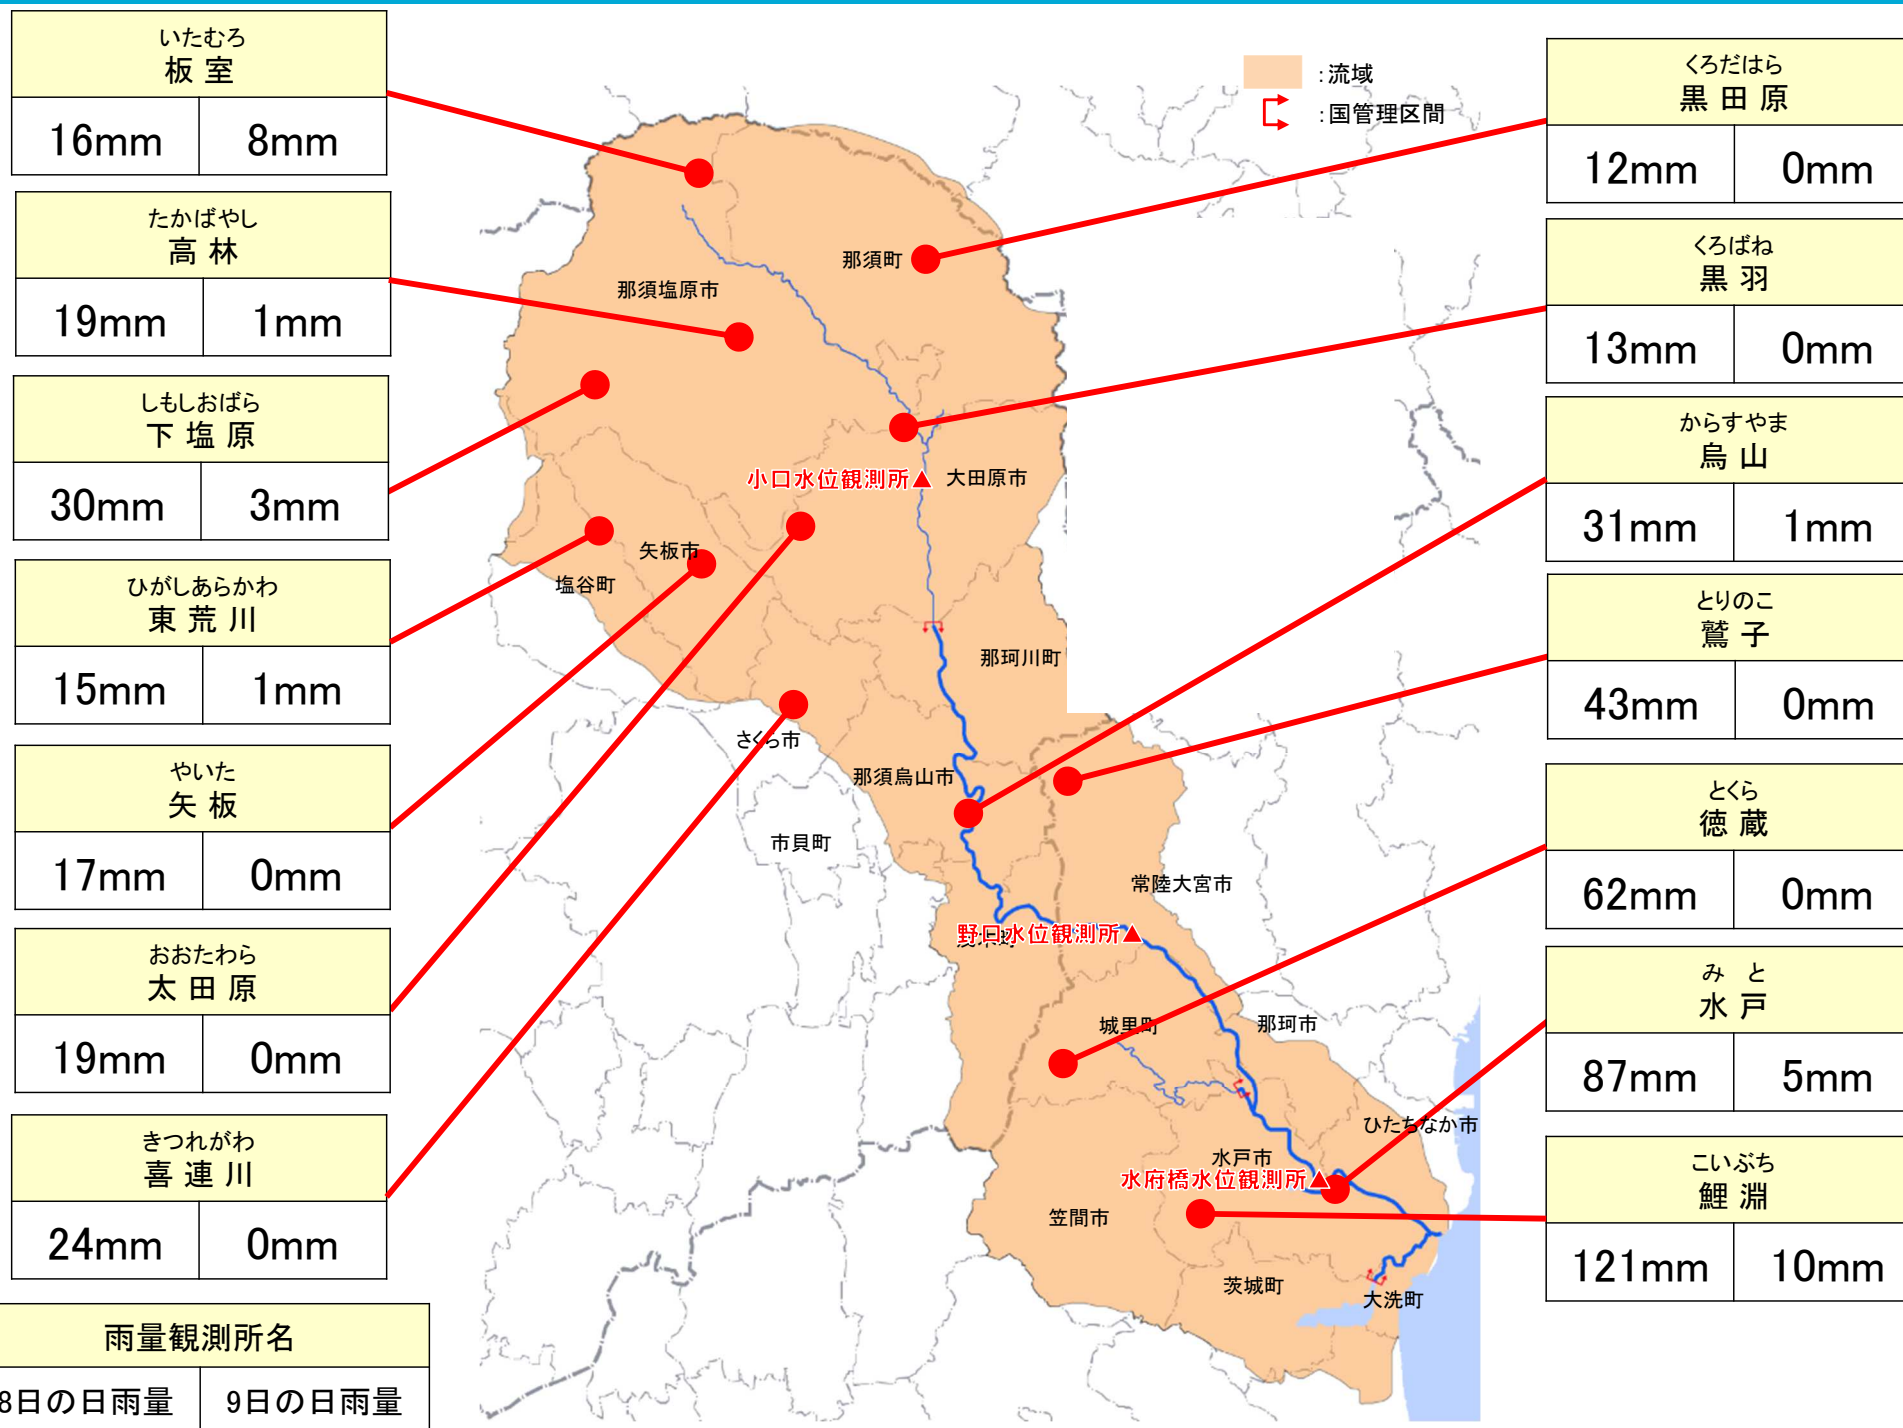 いたむろ
板室
16mm 8mm
たかばやし
高林
19mm 1mm
しもしおばら
下塩原
30mm 3mm
ひがしあらかわ
東荒川
15mm 1mm
やいた
矢板
17mm 0mm
おおたわら
太田原
19mm 0mm
きつれがわ
喜連川
24mm 0mm
雨量観測所名
8日の日雨量 9日の日雨量
:流域
:国管理区間
那須町
那須塩原市
小口水位観測所▲
大田原市
矢板市
塩谷町
那珂川町
さくら市
那須烏山市
市貝町
常陸大宮市
野口水位観測所▲
城里町
那珂市
ひたちなか市
水戸市
水府橋水位観測所▲
笠間市
茨城町
大洗町
くろだはら
黒田原
12mm 0mm
くろばね
黒羽
13mm 0mm
からすやま
烏山
31mm 1mm
とりのこ
鷲子
43mm 0mm
とくら
徳蔵
62mm 0mm
みと
水戸
87mm 5mm
こいぶち
鯉淵
121mm 10mm